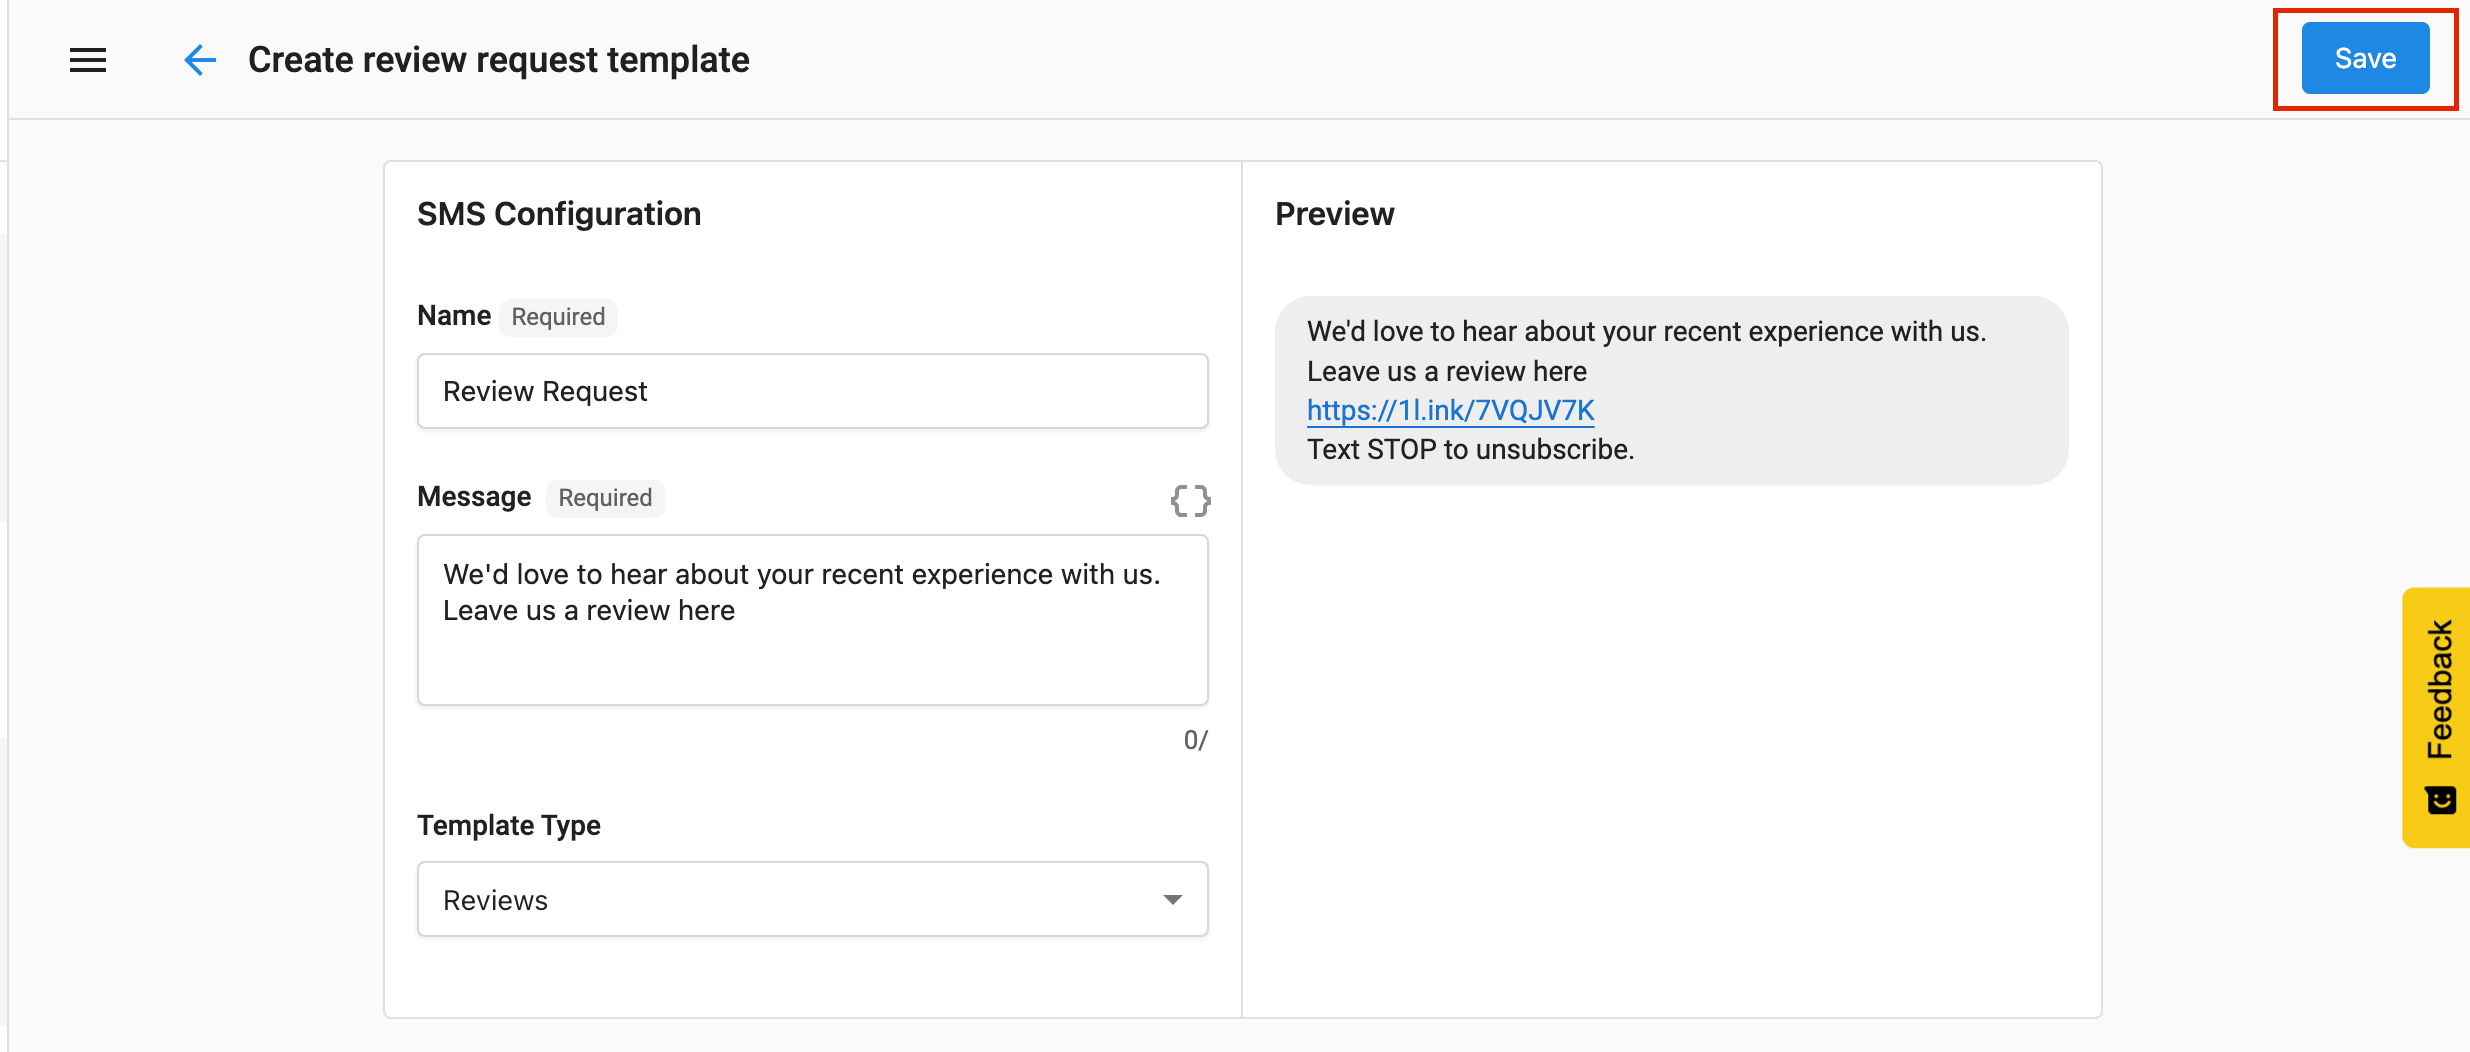 Create review request template
Save
SMS Configuration
Name Required
Review Request
Message Required
{}
We'd love to hear about your recent experience with us.
Leave us a review here
0/
Template Type
Reviews
Preview
We'd love to hear about your recent experience with us.
Leave us a review here
https://1l.ink/7VQJV7K
Text STOP to unsubscribe.
Feedback